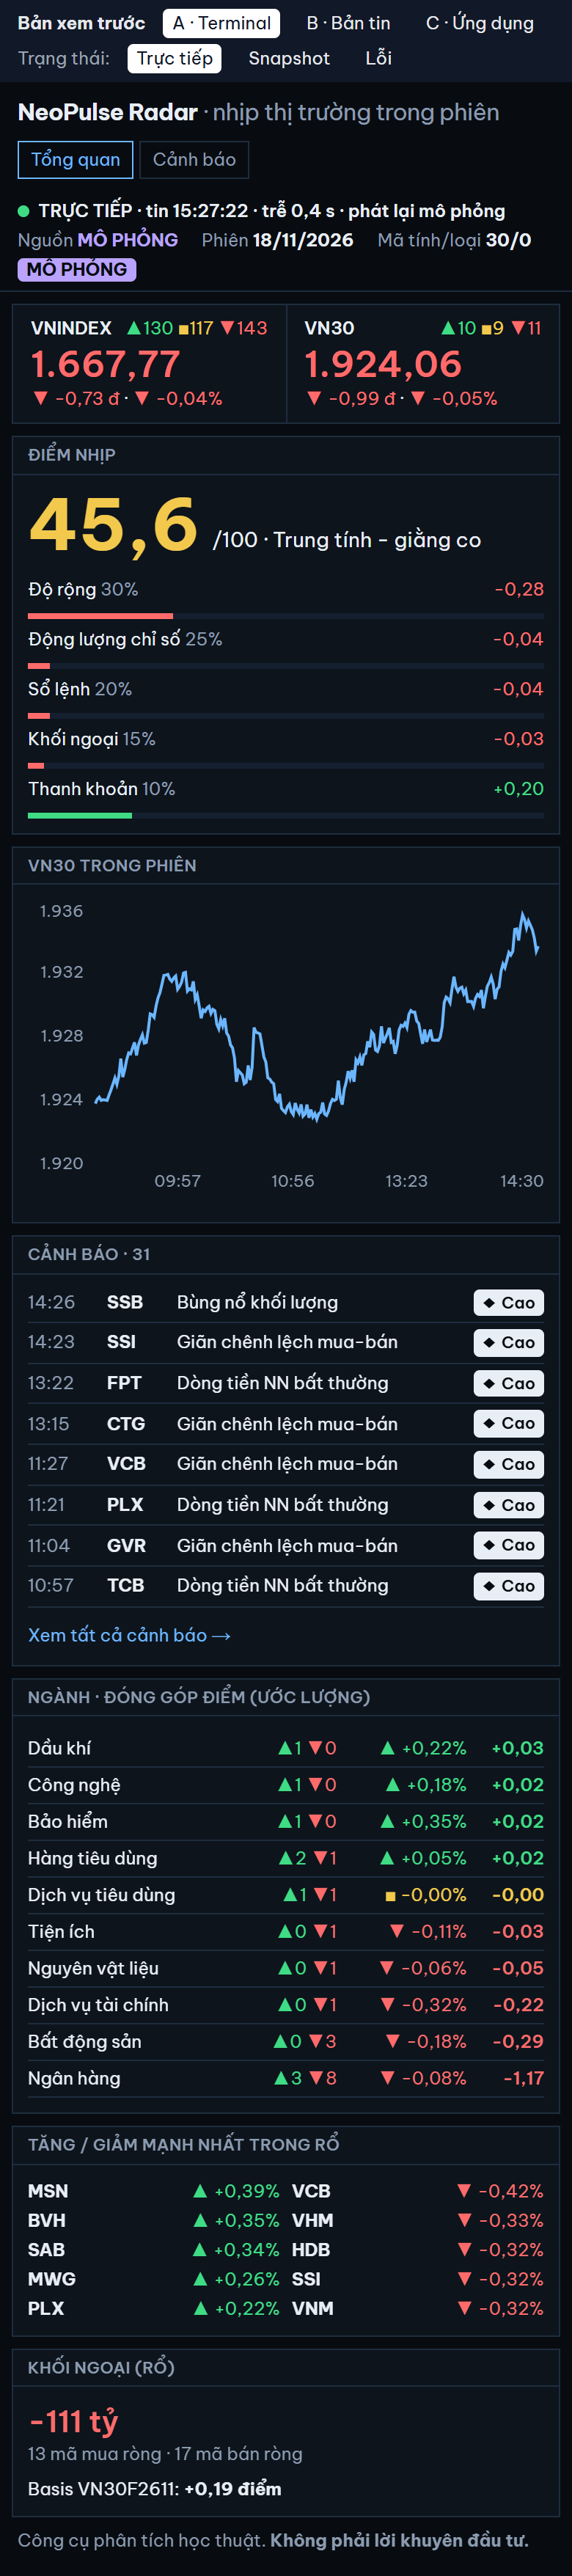 Bản xem trước A · Terminal B · Bản tin C · Ứng dụng
Trạng thái: Trực tiếp Snapshot Lỗi
NeoPulse Radar · nhịp thị trường trong phiên
Tổng quan Cảnh báo
● TRỰC TIẾP · tin 15:27:22 · trễ 0,4 s · phát lại mô phỏng
Nguồn MÔ PHỎNG Phiên 18/11/2026 Mã tính/loại 30/0
MÔ PHỎNG
VNINDEX ▲130 ■117 ▼143
1.667,77
▼ -0,73 đ · ▼ -0,04%
VN30 ▲10 ■9 ▼11
1.924,06
▼ -0,99 đ · ▼ -0,05%
ĐIỂM NHỊP
45,6 /100 · Trung tính - giằng co
Độ rộng 30% -0,28
Động lượng chỉ số 25% -0,04
Sổ lệnh 20% -0,04
Khối ngoại 15% -0,03
Thanh khoản 10% +0,20
VN30 TRONG PHIÊN
1.936
1.932
1.928
1.924
1.920
09:57 10:56 13:23 14:30
CẢNH BÁO · 31
14:26 SSB Bùng nổ khối lượng ◆ Cao
14:23 SSI Giãn chênh lệch mua-bán ◆ Cao
13:22 FPT Dòng tiền NN bất thường ◆ Cao
13:15 CTG Giãn chênh lệch mua-bán ◆ Cao
11:27 VCB Giãn chênh lệch mua-bán ◆ Cao
11:21 PLX Dòng tiền NN bất thường ◆ Cao
11:04 GVR Giãn chênh lệch mua-bán ◆ Cao
10:57 TCB Dòng tiền NN bất thường ◆ Cao
Xem tất cả cảnh báo →
NGÀNH · ĐÓNG GÓP ĐIỂM (ƯỚC LƯỢNG)
Dầu khí ▲1 ▼0 ▲ +0,22% +0,03
Công nghệ ▲1 ▼0 ▲ +0,18% +0,02
Bảo hiểm ▲1 ▼0 ▲ +0,35% +0,02
Hàng tiêu dùng ▲2 ▼1 ▲ +0,05% +0,02
Dịch vụ tiêu dùng ▲1 ▼1 ■ -0,00% -0,00
Tiện ích ▲0 ▼1 ▼ -0,11% -0,03
Nguyên vật liệu ▲0 ▼1 ▼ -0,06% -0,05
Dịch vụ tài chính ▲0 ▼1 ▼ -0,32% -0,22
Bất động sản ▲0 ▼3 ▼ -0,18% -0,29
Ngân hàng ▲3 ▼8 ▼ -0,08% -1,17
TĂNG / GIẢM MẠNH NHẤT TRONG RỔ
MSN ▲ +0,39% VCB ▼ -0,42%
BVH ▲ +0,35% VHM ▼ -0,33%
SAB ▲ +0,34% HDB ▼ -0,32%
MWG ▲ +0,26% SSI ▼ -0,32%
PLX ▲ +0,22% VNM ▼ -0,32%
KHỐI NGOẠI (RỔ)
-111 tỷ
13 mã mua ròng · 17 mã bán ròng
Basis VN30F2611: +0,19 điểm
Công cụ phân tích học thuật. Không phải lời khuyên đầu tư.